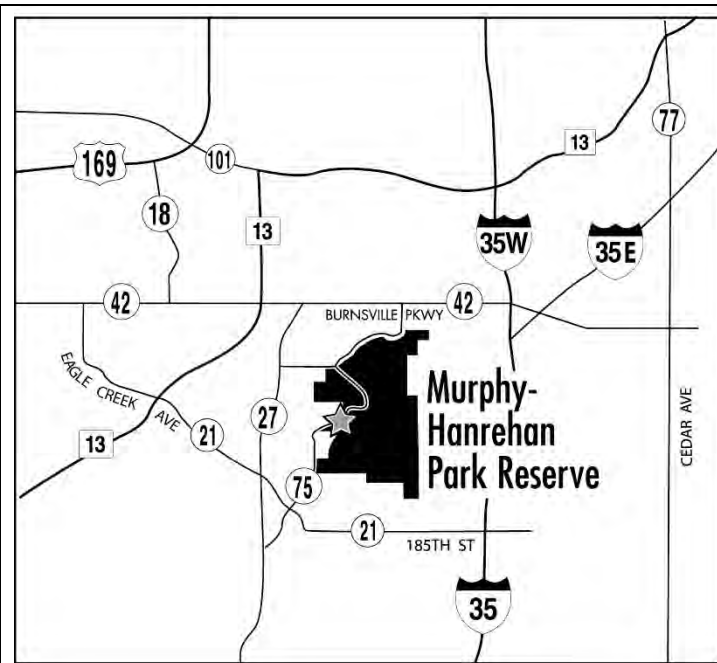 77
13
169
101
18
13
35W
35E
42
BURNSVILLE PKWY
42
EAGLE CREEK AVE
Murphy-
Hanrehan
Park Reserve
27
CEDAR AVE
21
13
75
21
185TH ST
35